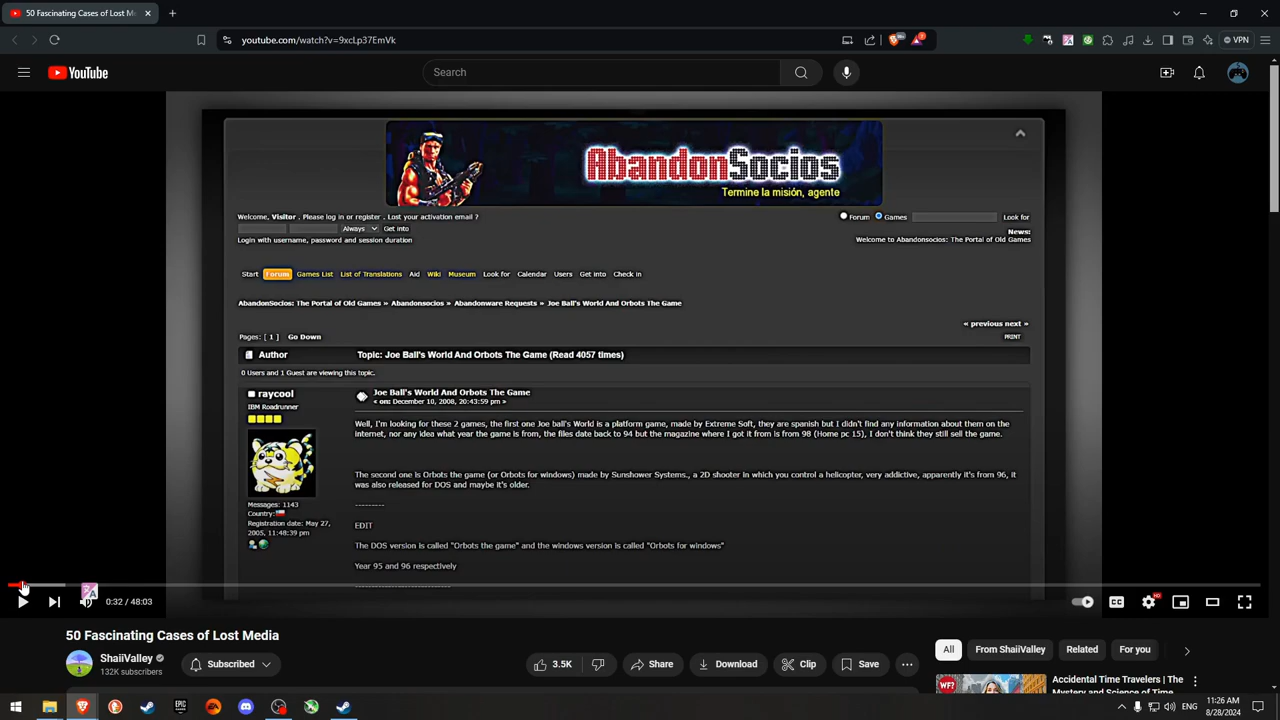 50 Fascinating Cases of Lost Me
youtube.com/watch?v=9xcLp37EmVk
VPN
YouTube
Search
AbandonSocios
Termine la misión, agente
Welcome, Visitor . Please log in or register . Lost your activation email ?
Forum Games Look for
Always Get into
Login with username, password and session duration
News:
Welcome to Abandonsocios: The Portal of Old Games
Start Forum Games List List of Translations Aid Wiki Museum Look for Calendar Users Get into Check in
AbandonSocios: The Portal of Old Games » Abandonsocios » Abandonware Requests » Joe Ball's World And Orbots The Game
« previous next »
Pages: [ 1 ] Go Down
PRINT
Author Topic: Joe Ball's World And Orbots The Game (Read 4057 times)
0 Users and 1 Guest are viewing this topic.
raycool
IBM Roadrunner
Joe Ball's World And Orbots The Game
« on: December 10, 2008, 20:43:59 pm »
Well, I'm looking for these 2 games, the first one Joe ball's World is a platform game, made by Extreme Soft, they are spanish but I didn't find any information about them on the
internet, nor any idea what year the game is from, the files date back to 94 but the magazine where I got it from is from 98 (Home pc 15), I don't think they still sell the game.
The second one is Orbots the game (or Orbots for windows) made by Sunshower Systems., a 2D shooter in which you control a helicopter, very addictive, apparently it's from 96, it
was also released for DOS and maybe it's older.
---------
Messages: 1143
Country:
Registration date: May 27,
2005, 11:48:39 pm
EDIT
The DOS version is called "Orbots the game" and the windows version is called "Orbots for windows"
Year 95 and 96 respectively
----------------------------
0:32 / 48:03
CC
HD
50 Fascinating Cases of Lost Media
ShaiiValley
132K subscribers
Subscribed
3.5K
Share
Download
Clip
Save
All
From ShaiiValley
Related
For you
WF?
Accidental Time Travelers | The
Mystery and Science of Time
EPIC
EA
ENG
11:26 AM
8/28/2024